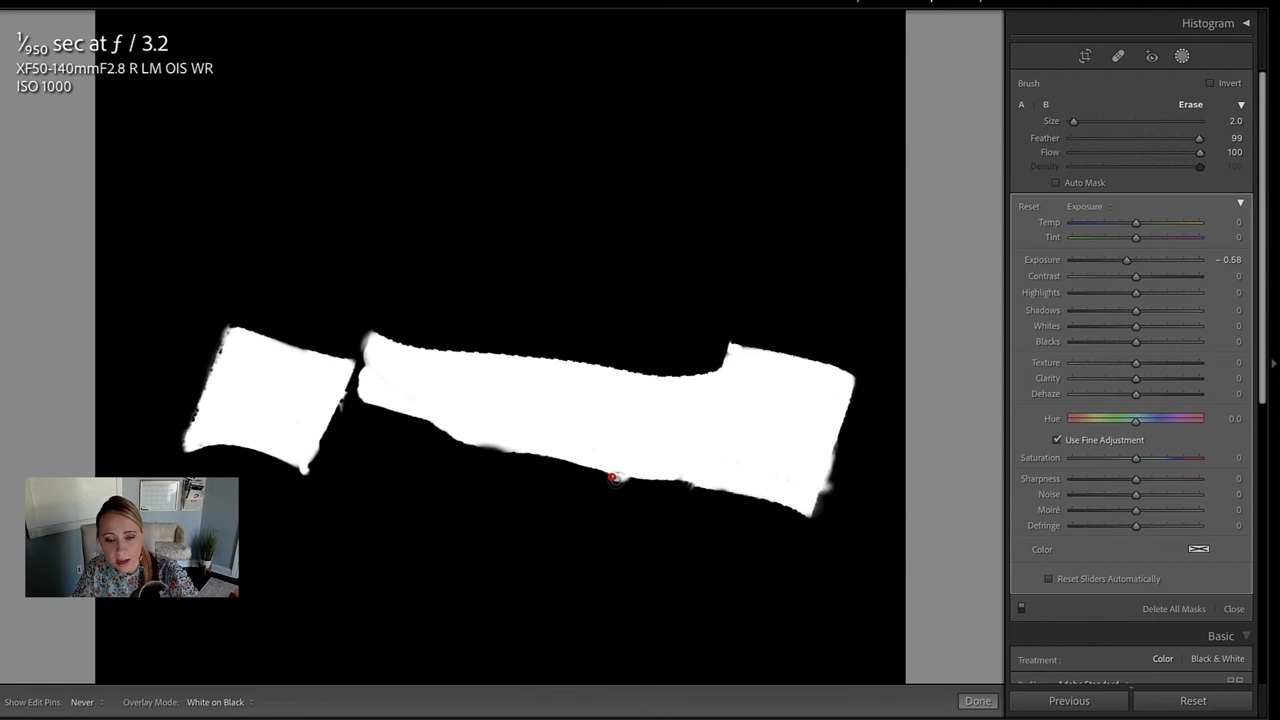 1/950 sec at ƒ / 3.2
XF50-140mmF2.8 R LM OIS WR
ISO 1000
Histogram
Brush Invert
A B Erase
Size 2.0
Feather 99
Flow 100
Density 100
Auto Mask
Reset Exposure
Temp 0
Tint 0
Exposure – 0.58
Contrast 0
Highlights 0
Shadows 0
Whites 0
Blacks 0
Texture 0
Clarity 0
Dehaze 0
Hue 0.0
Use Fine Adjustment
Saturation 0
Sharpness 0
Noise 0
Moiré 0
Defringe 0
Color
Reset Sliders Automatically
Delete All Masks Close
Basic
Treatment : Color Black & White
Show Edit Pins: Never Overlay Mode: White on Black Done Previous Reset